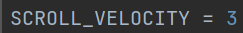 SCROLL_VELOCITY = 3